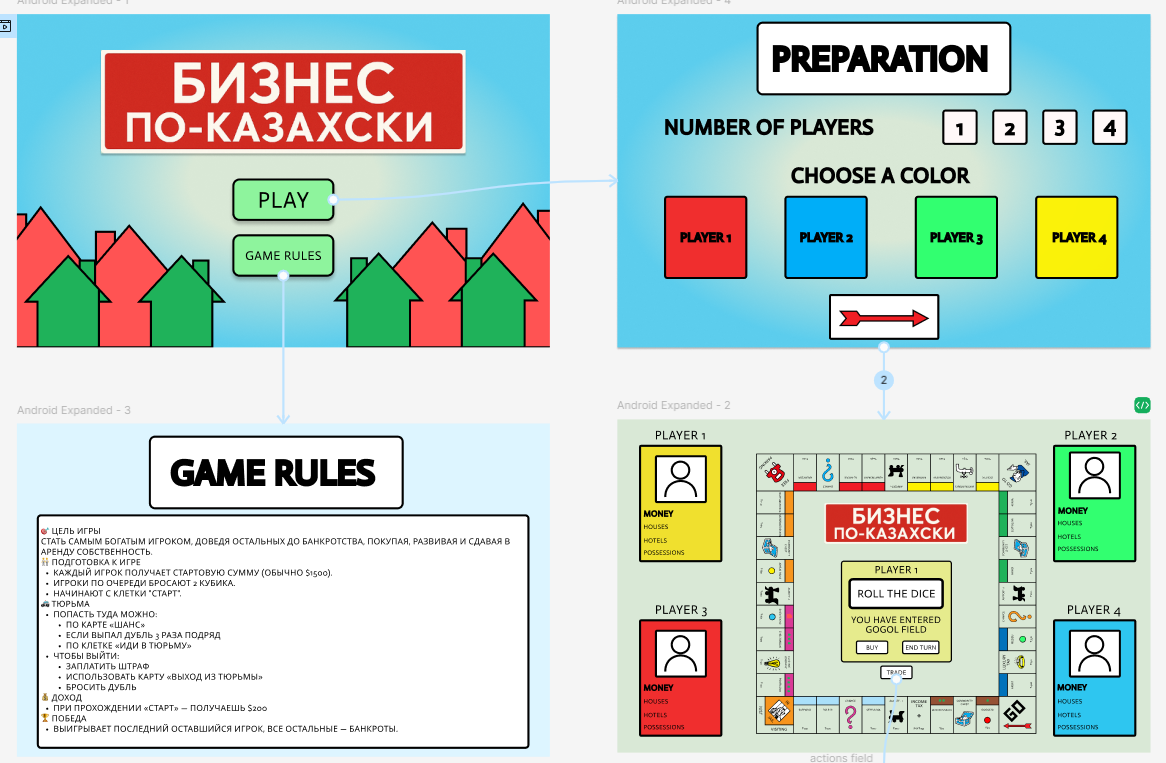 Android Expanded - 1
БИЗНЕС
ПО-КАЗАХСКИ
PLAY
GAME RULES
Android Expanded - 4
PREPARATION
NUMBER OF PLAYERS
1 2 3 4
CHOOSE A COLOR
PLAYER 1 PLAYER 2 PLAYER 3 PLAYER 4
2
Android Expanded - 3
GAME RULES
ЦЕЛЬ ИГРЫ
СТАТЬ САМЫМ БОГАТЫМ ИГРОКОМ, ДОВЕДЯ ОСТАЛЬНЫХ ДО БАНКРОТСТВА, ПОКУПАЯ, РАЗВИВАЯ И СДАВАЯ В
АРЕНДУ СОБСТВЕННОСТЬ.
ПОДГОТОВКА К ИГРЕ
• КАЖДЫЙ ИГРОК ПОЛУЧАЕТ СТАРТОВУЮ СУММУ (ОБЫЧНО $1500).
• ИГРОКИ ПО ОЧЕРЕДИ БРОСАЮТ 2 КУБИКА.
• НАЧИНАЮТ С КЛЕТКИ "СТАРТ".
ТЮРЬМА
• ПОПАСТЬ ТУДА МОЖНО:
• ПО КАРТЕ «ШАНС»
• ЕСЛИ ВЫПАЛ ДУБЛЬ 3 РАЗА ПОДРЯД
• ПО КЛЕТКЕ «ИДИ В ТЮРЬМУ»
• ЧТОБЫ ВЫЙТИ:
• ЗАПЛАТИТЬ ШТРАФ
• ИСПОЛЬЗОВАТЬ КАРТУ «ВЫХОД ИЗ ТЮРЬМЫ»
• БРОСИТЬ ДУБЛЬ
ДОХОД
• ПРИ ПРОХОЖДЕНИИ «СТАРТ» — ПОЛУЧАЕШЬ $200
ПОБЕДА
• ВЫИГРЫВАЕТ ПОСЛЕДНИЙ ОСТАВШИЙСЯ ИГРОК, ВСЕ ОСТАЛЬНЫЕ — БАНКРОТЫ.
Android Expanded - 2
</>
PLAYER 1
MONEY
HOUSES
HOTELS
POSSESSIONS
PLAYER 2
MONEY
HOUSES
HOTELS
POSSESSIONS
БИЗНЕС
ПО-КАЗАХСКИ
PLAYER 1
ROLL THE DICE
YOU HAVE ENTERED
GOGOL FIELD
BUY END TURN
TRADE
INCOME
TAX
VISITING
GO
PLAYER 3
MONEY
HOUSES
HOTELS
POSSESSIONS
PLAYER 4
MONEY
HOUSES
HOTELS
POSSESSIONS
actions field